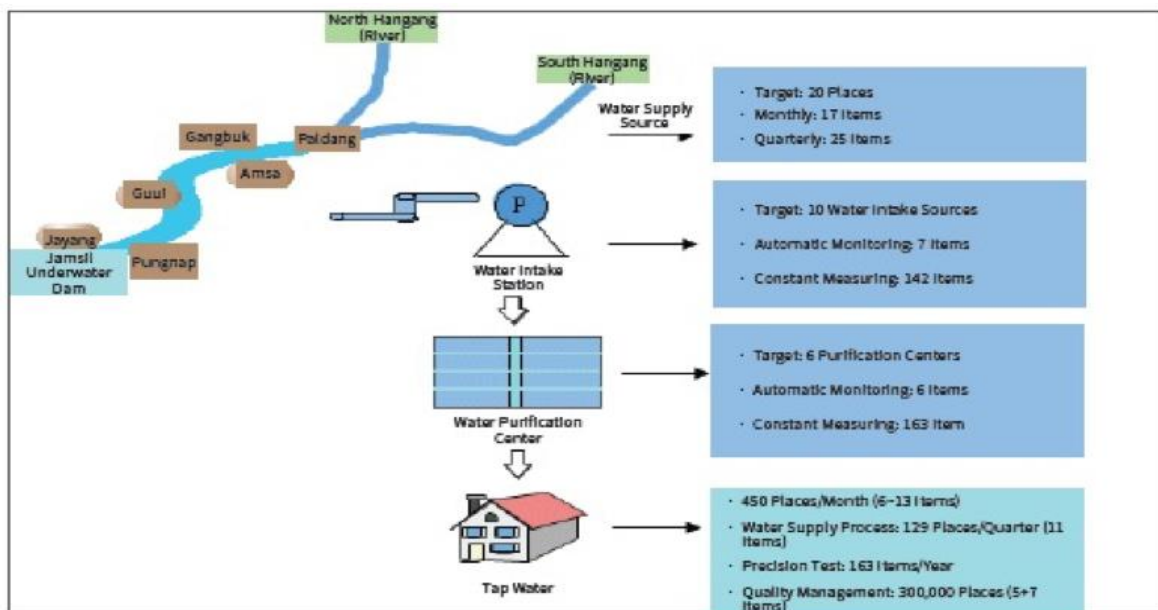 North Hangang
(River)
South Hangang
(River)
Water Supply
Source
· Target: 20 Places
· Monthly: 17 Items
· Quarterly: 25 Items
Gangbuk
Paldang
Amsa
Guui
Jayang
Jamsil
Underwater
Dam
Pungnap
P
Water Intake
Station
· Target: 10 Water Intake Sources
· Automatic Monitoring: 7 Items
· Constant Measuring: 142 Items
Water Purification
Center
· Target: 6 Purification Centers
· Automatic Monitoring: 6 Items
· Constant Measuring: 163 Item
Tap Water
· 450 Places/Month (6~13 Items)
· Water Supply Process: 129 Places/Quarter (11
Items)
· Precision Test: 163 Items/Year
· Quality Management: 300,000 Places (5+7
Items)